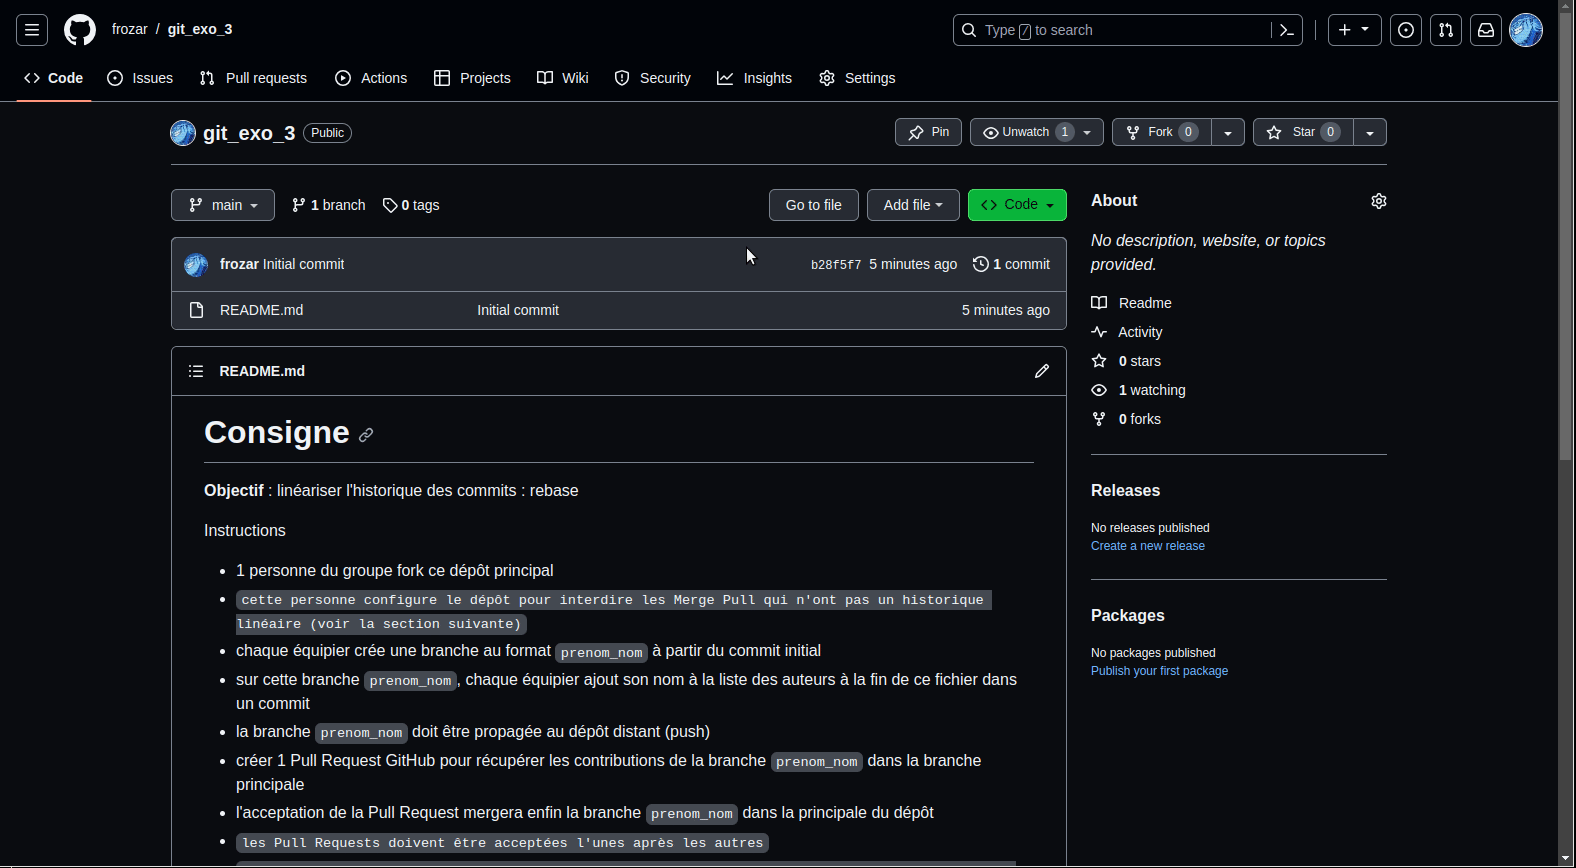 frozar / git_exo_3
Type / to search
Code Issues Pull requests Actions Projects Wiki Security Insights Settings
git_exo_3 Public
Pin Unwatch 1 Fork 0 Star 0
main 1 branch 0 tags Go to file Add file Code
frozar Initial commit b28f5f7 5 minutes ago 1 commit
README.md Initial commit 5 minutes ago
README.md
Consigne
Objectif : linéariser l'historique des commits : rebase
Instructions
1 personne du groupe fork ce dépôt principal
cette personne configure le dépôt pour interdire les Merge Pull qui n'ont pas un historique
linéaire (voir la section suivante)
chaque équipier crée une branche au format prenom_nom à partir du commit initial
sur cette branche prenom_nom, chaque équipier ajout son nom à la liste des auteurs à la fin de ce fichier dans
un commit
la branche prenom_nom doit être propagée au dépôt distant (push)
créer 1 Pull Request GitHub pour récupérer les contributions de la branche prenom_nom dans la branche
principale
l'acceptation de la Pull Request mergera enfin la branche prenom_nom dans la principale du dépôt
les Pull Requests doivent être acceptées l'unes après les autres
About
No description, website, or topics
provided.
Readme
Activity
0 stars
1 watching
0 forks
Releases
No releases published
Create a new release
Packages
No packages published
Publish your first package